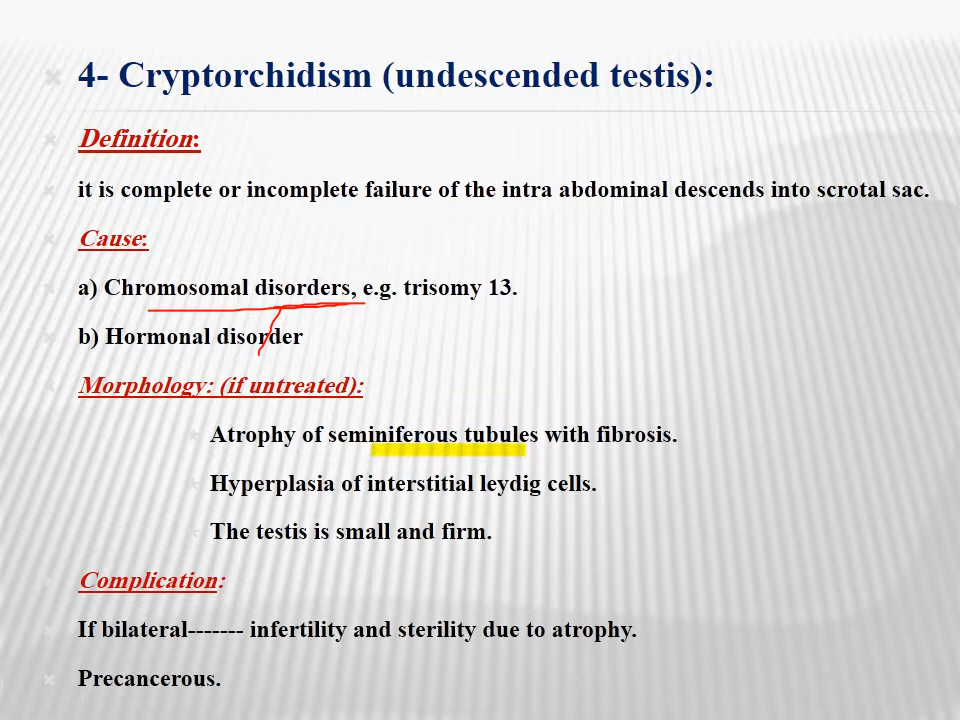 4- Cryptorchidism (undescended testis):
Definition:
it is complete or incomplete failure of the intra abdominal descends into scrotal sac.
Cause:
a) Chromosomal disorders, e.g. trisomy 13.
b) Hormonal disorder
Morphology: (if untreated):
Atrophy of seminiferous tubules with fibrosis.
Hyperplasia of interstitial leydig cells.
The testis is small and firm.
Complication:
If bilateral------- infertility and sterility due to atrophy.
Precancerous.